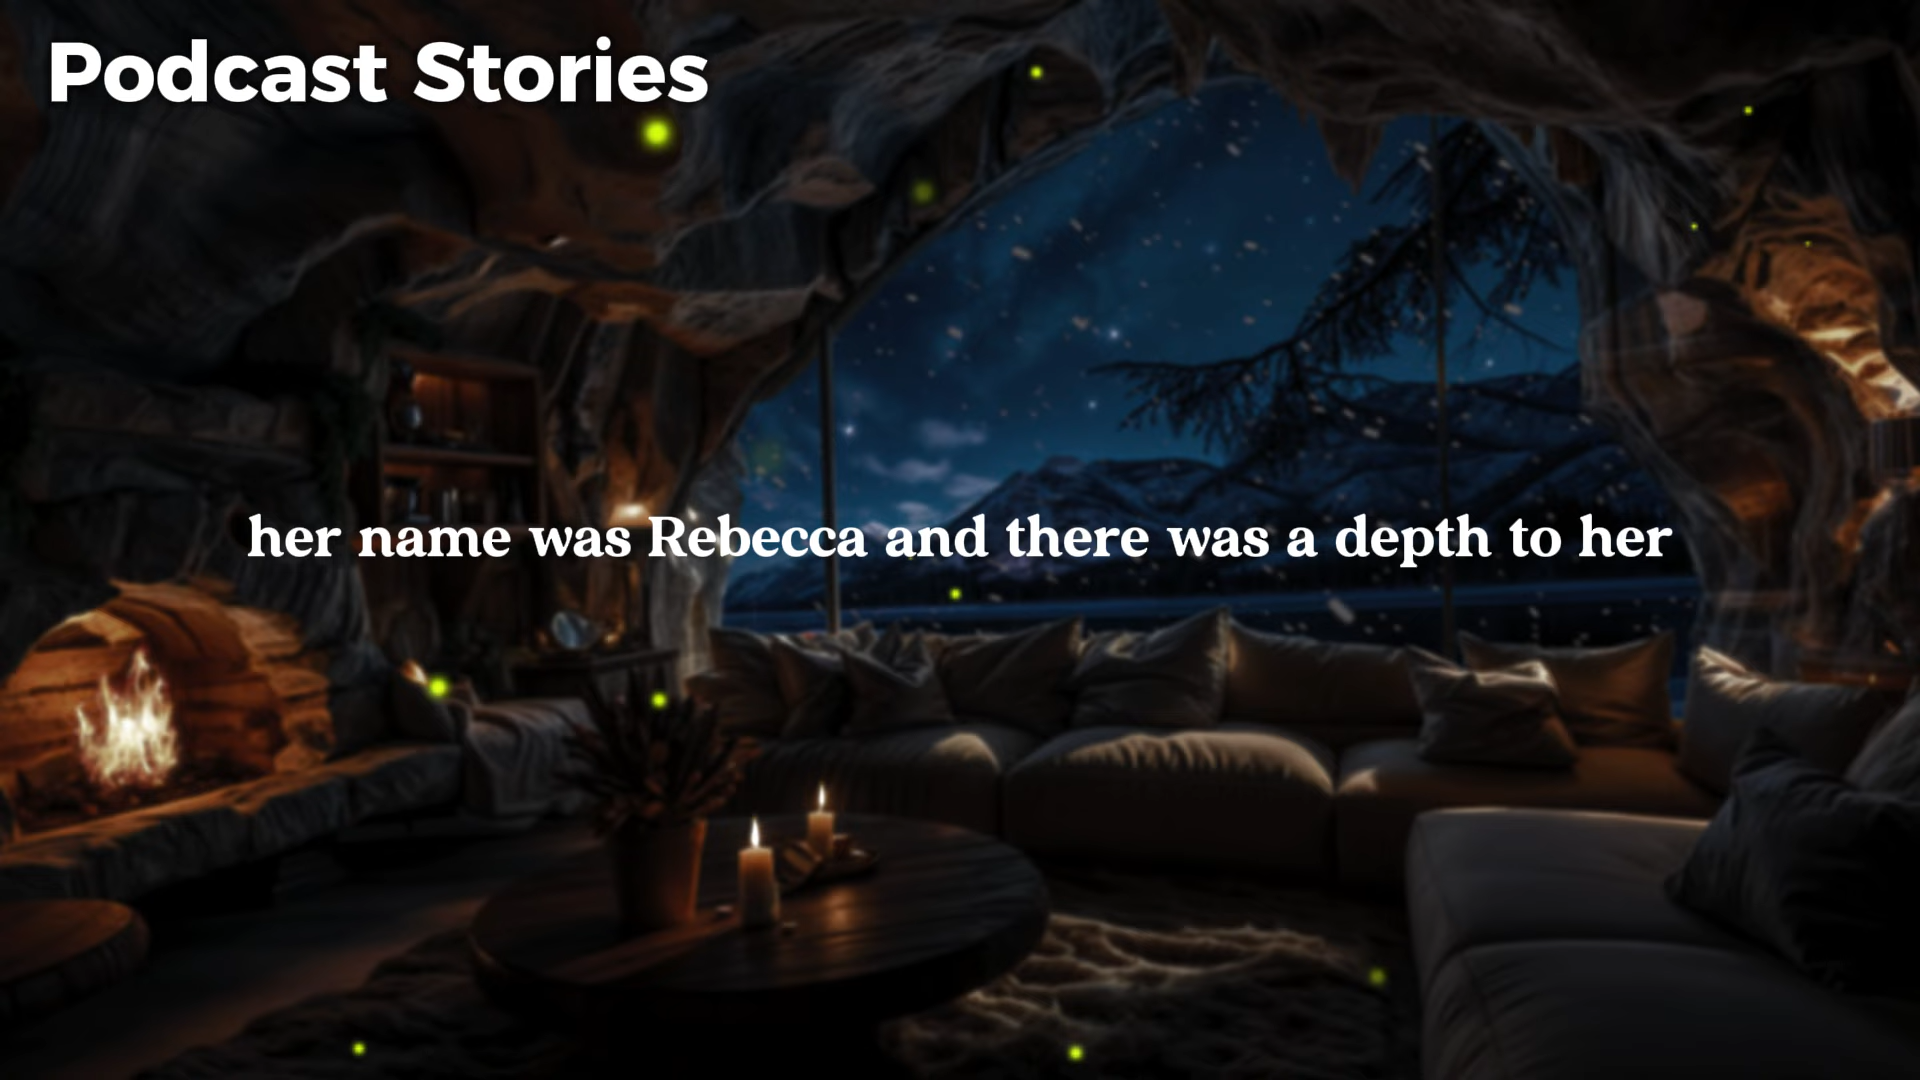 Podcast Stories
her name was Rebecca and there was a depth to her